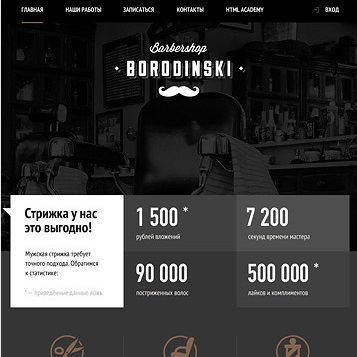 ГЛАВНАЯ НАШИ РАБОТЫ ЗАПИСАТЬСЯ КОНТАКТЫ HTML ACADEMY ВХОД
Barbershop
• BORODINSKI •
Стрижка у нас
это выгодно!
Мужская стрижка требует
точного подхода. Обратимся
к статистике:
* — приведённые данные ложь
1 500 *
рублей вложений
7 200
секунд времени мастера
90 000
постриженных волос
500 000 *
лайков и комплиментов